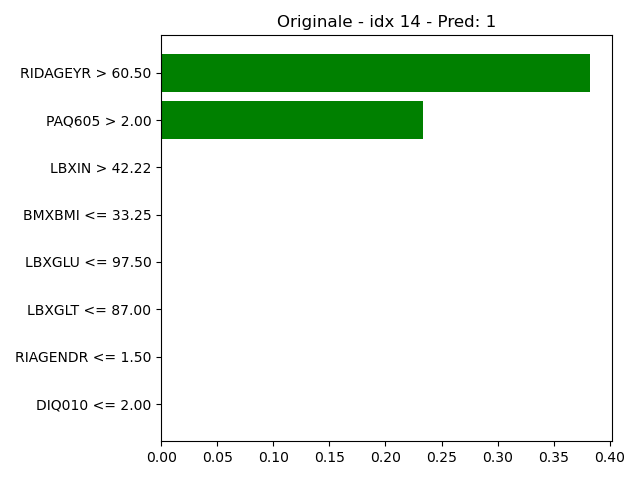 Originale - idx 14 - Pred: 1
RIDAGEYR > 60.50
PAQ605 > 2.00
LBXIN > 42.22
BMXBMI <= 33.25
LBXGLU <= 97.50
LBXGLT <= 87.00
RIAGENDR <= 1.50
DIQ010 <= 2.00
0.00 0.05 0.10 0.15 0.20 0.25 0.30 0.35 0.40